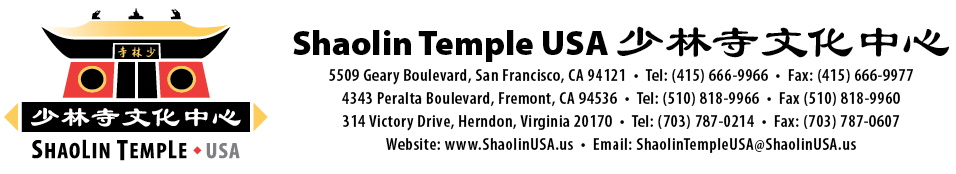 寺林少
少林寺文化中心
SHAOLIN TEMPLE ◆ USA
Shaolin Temple USA 少林寺文化中心
5509 Geary Boulevard, San Francisco, CA 94121 • Tel: (415) 666-9966 • Fax: (415) 666-9977
4343 Peralta Boulevard, Fremont, CA 94536 • Tel: (510) 818-9966 • Fax (510) 818-9960
314 Victory Drive, Herndon, Virginia 20170 • Tel: (703) 787-0214 • Fax: (703) 787-0607
Website: www.ShaolinUSA.us • Email: ShaolinTempleUSA@ShaolinUSA.us